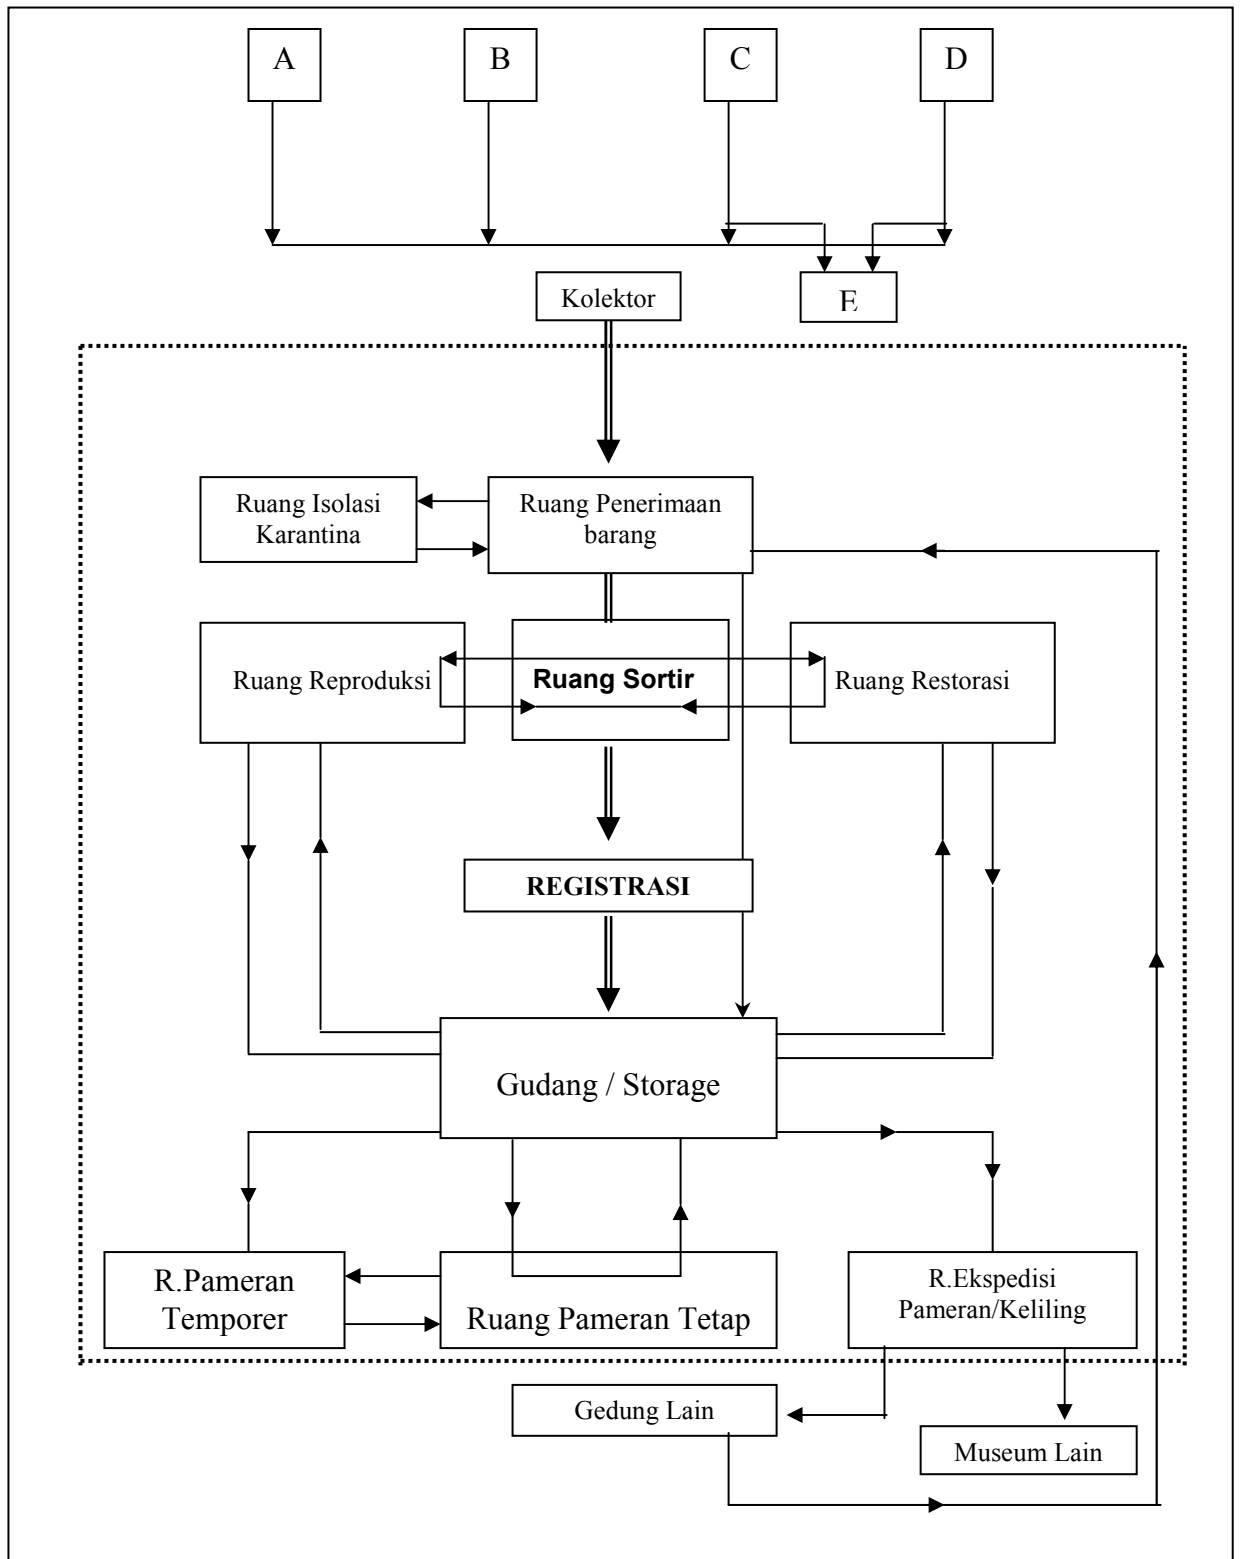 A
B
C
D
Kolektor
E
Ruang Isolasi
Karantina
Ruang Penerimaan
barang
Ruang Reproduksi
Ruang Sortir
Ruang Restorasi
REGISTRASI
Gudang / Storage
R.Pameran
Temporer
Ruang Pameran Tetap
R.Ekspedisi
Pameran/Keliling
Gedung Lain
Museum Lain